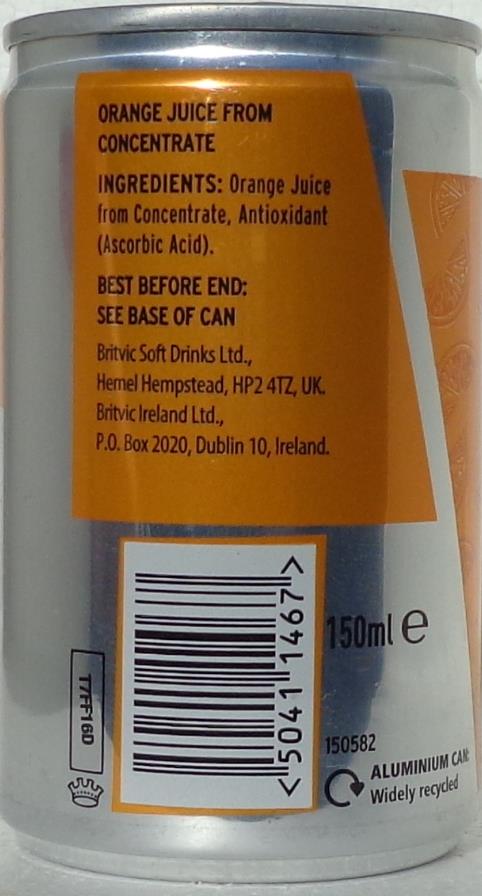 ORANGE JUICE FROM
CONCENTRATE
INGREDIENTS: Orange Juice
from Concentrate, Antioxidant
(Ascorbic Acid).
BEST BEFORE END:
SEE BASE OF CAN
Britvic Soft Drinks Ltd.,
Hemel Hempstead, HP2 4TZ, UK.
Britvic Ireland Ltd.,
P.O. Box 2020, Dublin 10, Ireland.
<5041 1467>
150ml e
T7FF16D
150582
ALUMINIUM CAN:
Widely recycled